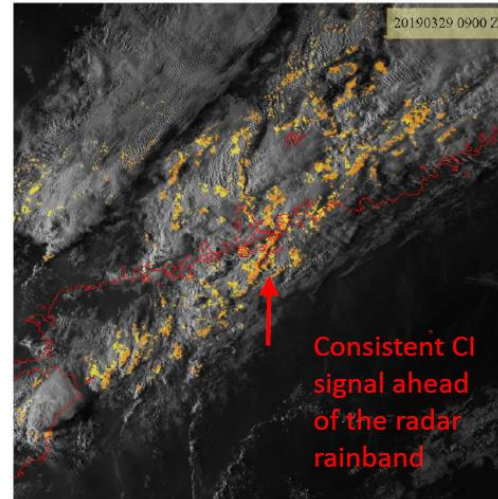 20190329 0900 Z
Consistent CI
signal ahead
of the radar
rainband